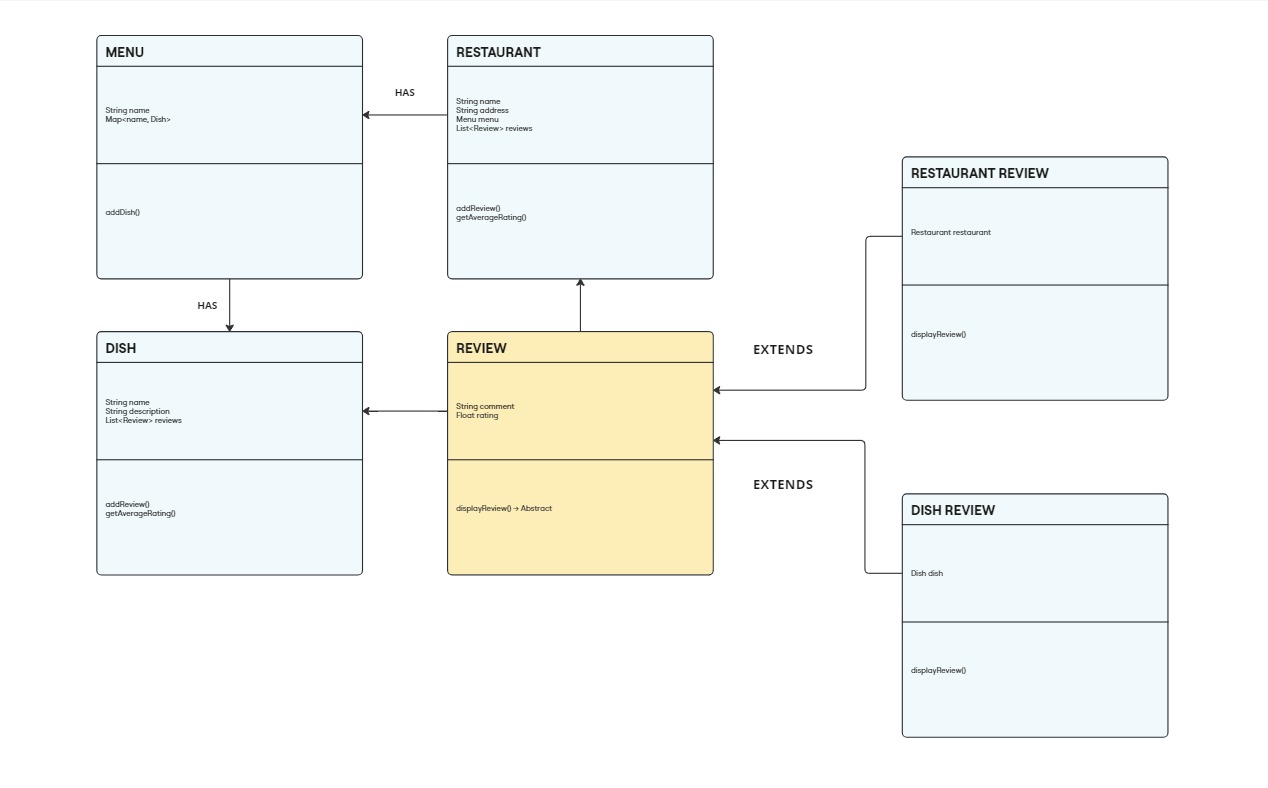 MENU
String name
Map<name, Dish>
addDish()
HAS
RESTAURANT
String name
String address
Menu menu
List<Review> reviews
addReview()
getAverageRating()
RESTAURANT REVIEW
Restaurant restaurant
displayReview()
HAS
DISH
String name
String description
List<Review> reviews
addReview()
getAverageRating()
REVIEW
String comment
Float rating
displayReview() → Abstract
EXTENDS
EXTENDS
DISH REVIEW
Dish dish
displayReview()